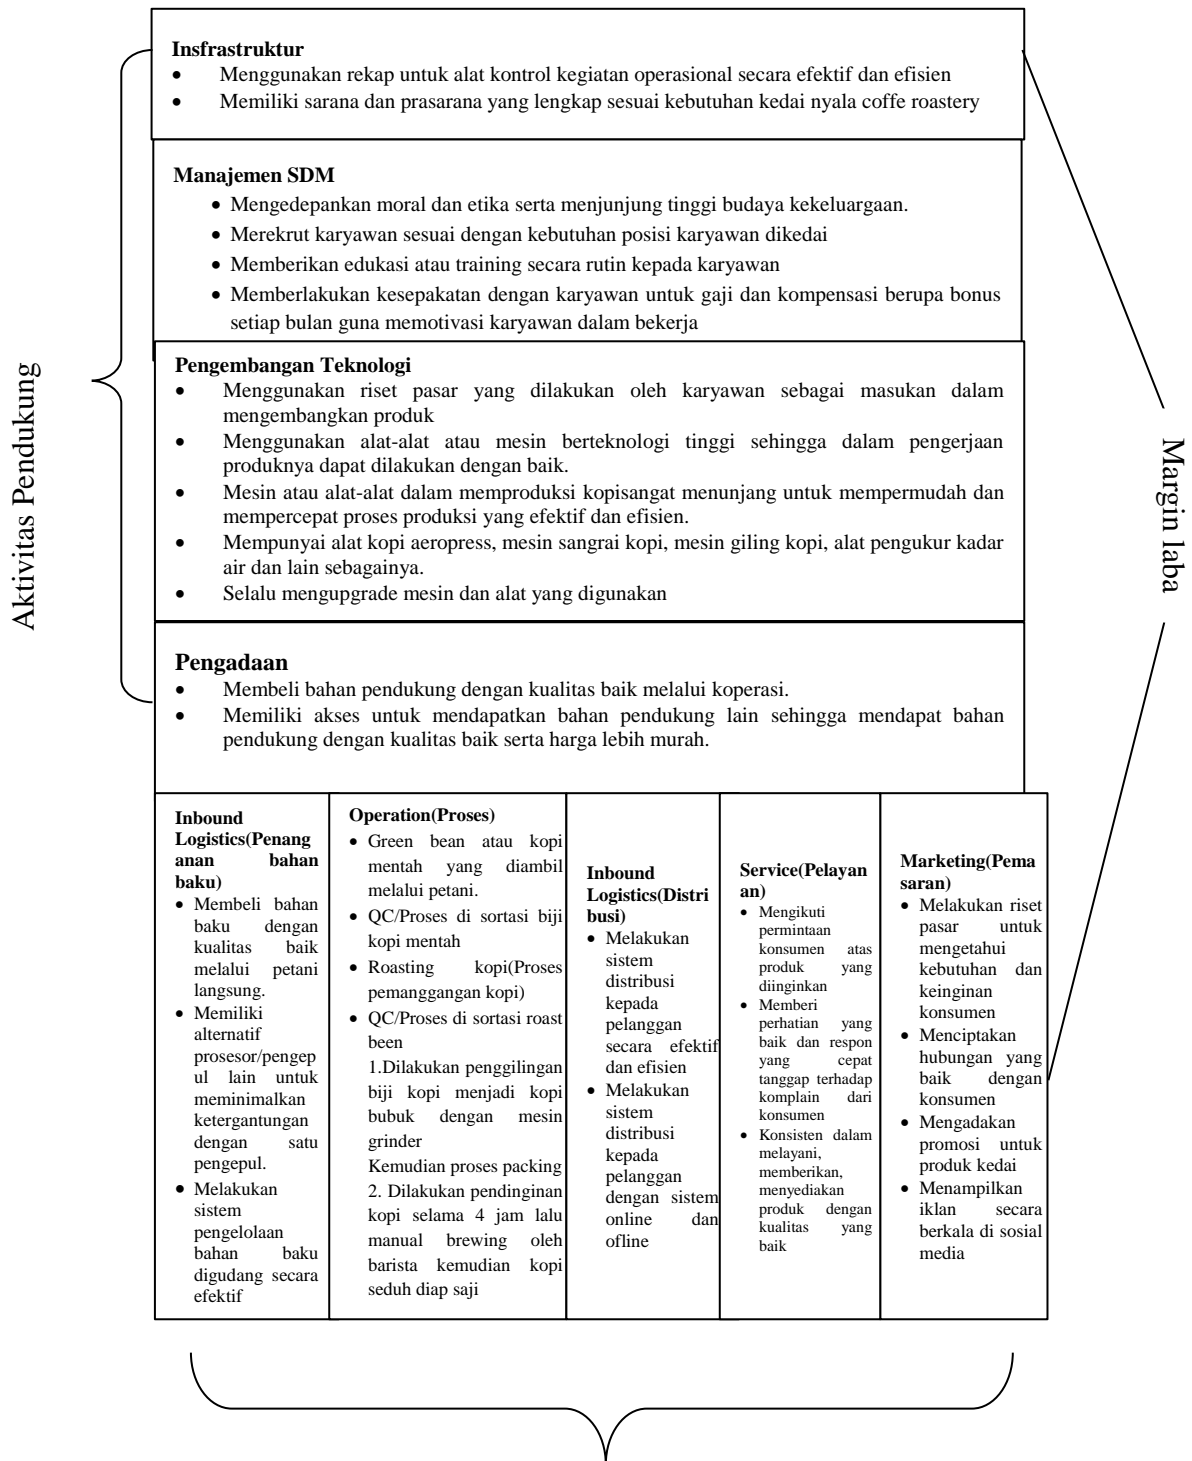 Insfrastruktur
• Menggunakan rekap untuk alat kontrol kegiatan operasional secara efektif dan efisien
• Memiliki sarana dan prasarana yang lengkap sesuai kebutuhan kedai nyala coffe roastery
Manajemen SDM
• Mengedepankan moral dan etika serta menjunjung tinggi budaya kekeluargaan.
• Merekrut karyawan sesuai dengan kebutuhan posisi karyawan dikedai
• Memberikan edukasi atau training secara rutin kepada karyawan
• Memberlakukan kesepakatan dengan karyawan untuk gaji dan kompensasi berupa bonus
setiap bulan guna memotivasi karyawan dalam bekerja
Aktivitas Pendukung
Pengembangan Teknologi
• Menggunakan riset pasar yang dilakukan oleh karyawan sebagai masukan dalam
mengembangkan produk
• Menggunakan alat-alat atau mesin berteknologi tinggi sehingga dalam pengerjaan
produknya dapat dilakukan dengan baik.
• Mesin atau alat-alat dalam memproduksi kopisangat menunjang untuk mempermudah dan
mempercepat proses produksi yang efektif dan efisien.
• Mempunyai alat kopi aeropress, mesin sangrai kopi, mesin giling kopi, alat pengukur kadar
air dan lain sebagainya.
• Selalu mengupgrade mesin dan alat yang digunakan
Margin laba
Pengadaan
• Membeli bahan pendukung dengan kualitas baik melalui koperasi.
• Memiliki akses untuk mendapatkan bahan pendukung lain sehingga mendapat bahan
pendukung dengan kualitas baik serta harga lebih murah.
Inbound
Logistics(Penang
anan bahan
baku)
• Membeli bahan
baku dengan
kualitas baik
melalui petani
langsung.
• Memiliki
alternatif
prosesor/pengep
ul lain untuk
meminimalkan
ketergantungan
dengan satu
pengepul.
• Melakukan
sistem
pengelolaan
bahan baku
digudang secara
efektif
Operation(Proses)
• Green bean atau kopi
mentah yang diambil
melalui petani.
• QC/Proses di sortasi biji
kopi mentah
• Roasting kopi(Proses
pemanggangan kopi)
• QC/Proses di sortasi roast
been
1.Dilakukan penggilingan
biji kopi menjadi kopi
bubuk dengan mesin
grinder
Kemudian proses packing
2. Dilakukan pendinginan
kopi selama 4 jam lalu
manual brewing oleh
barista kemudian kopi
seduh diap saji
Inbound
Logistics(Distri
busi)
• Melakukan
sistem
distribusi
kepada
pelanggan
secara efektif
dan efisien
• Melakukan
sistem
distribusi
kepada
pelanggan
dengan sistem
online dan
ofline
Service(Pelayan
an)
• Mengikuti
permintaan
konsumen atas
produk yang
diinginkan
• Memberi
perhatian yang
baik dan respon
yang cepat
tanggap terhadap
komplain dari
konsumen
• Konsisten dalam
melayani,
memberikan,
menyediakan
produk dengan
kualitas yang
baik
Marketing(Pema
saran)
• Melakukan riset
pasar untuk
mengetahui
kebutuhan dan
keinginan
konsumen
• Menciptakan
hubungan yang
baik dengan
konsumen
• Mengadakan
promosi untuk
produk kedai
• Menampilkan
iklan secara
berkala di sosial
media